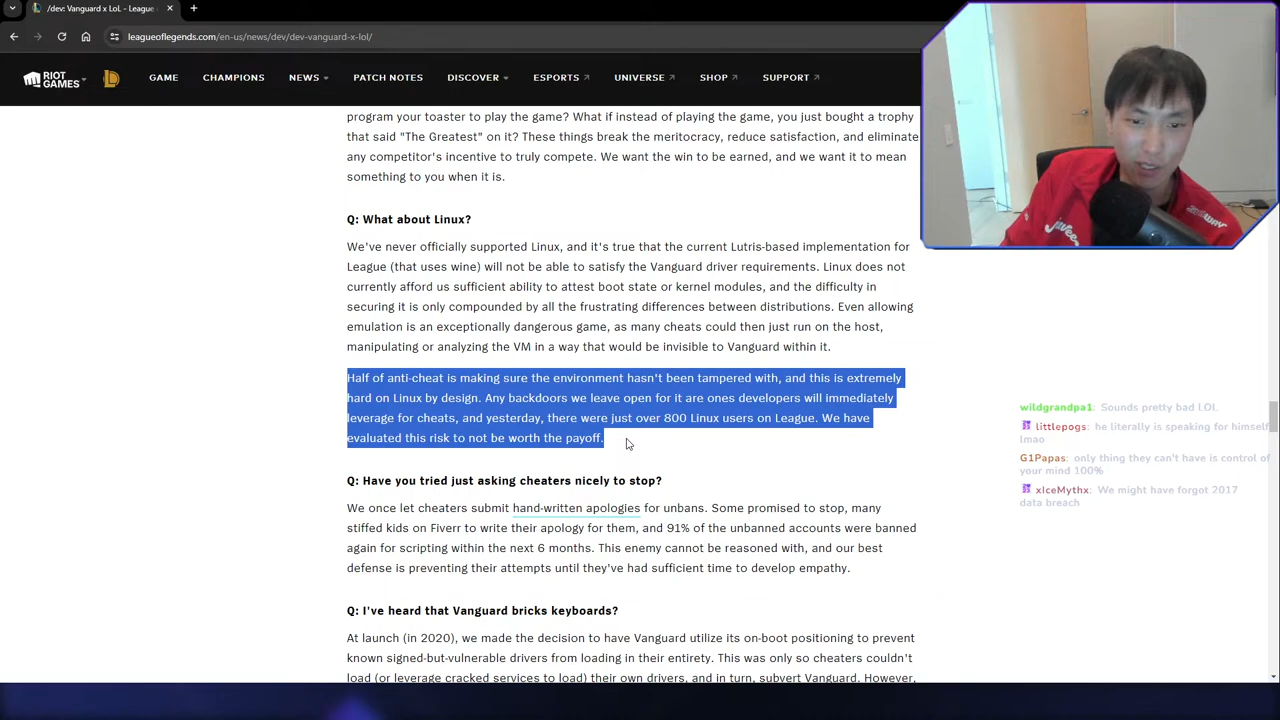 /dev: Vanguard x LoL - League o
leagueoflegends.com/en-us/news/dev/dev-vanguard-x-lol/
RIOT GAMES
GAME CHAMPIONS NEWS PATCH NOTES DISCOVER ESPORTS UNIVERSE SHOP SUPPORT
program your toaster to play the game? What if instead of playing the game, you just bought a trophy
that said "The Greatest" on it? These things break the meritocracy, reduce satisfaction, and eliminate
any competitor's incentive to truly compete. We want the win to be earned, and we want it to mean
something to you when it is.
Q: What about Linux?
We've never officially supported Linux, and it's true that the current Lutris-based implementation for
League (that uses wine) will not be able to satisfy the Vanguard driver requirements. Linux does not
currently afford us sufficient ability to attest boot state or kernel modules, and the difficulty in
securing it is only compounded by all the frustrating differences between distributions. Even allowing
emulation is an exceptionally dangerous game, as many cheats could then just run on the host,
manipulating or analyzing the VM in a way that would be invisible to Vanguard within it.
Half of anti-cheat is making sure the environment hasn't been tampered with, and this is extremely
hard on Linux by design. Any backdoors we leave open for it are ones developers will immediately
leverage for cheats, and yesterday, there were just over 800 Linux users on League. We have
evaluated this risk to not be worth the payoff.
Q: Have you tried just asking cheaters nicely to stop?
We once let cheaters submit hand-written apologies for unbans. Some promised to stop, many
stiffed kids on Fiverr to write their apology for them, and 91% of the unbanned accounts were banned
again for scripting within the next 6 months. This enemy cannot be reasoned with, and our best
defense is preventing their attempts until they've had sufficient time to develop empathy.
Q: I've heard that Vanguard bricks keyboards?
At launch (in 2020), we made the decision to have Vanguard utilize its on-boot positioning to prevent
known signed-but-vulnerable drivers from loading in their entirety. This was only so cheaters couldn't
load (or leverage cracked services to load) their own drivers, and in turn, subvert Vanguard. However,
wildgrandpa1: Sounds pretty bad LOL
littlepogs: he literally is speaking for himself
lmao
G1Papas: only thing they can't have is control of
your mind 100%
xIceMythx: We might have forgot 2017
data breach